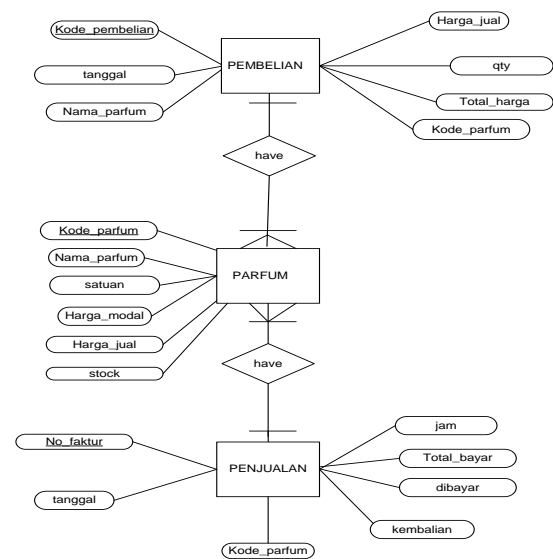 Kode_pembelian
tanggal
Nama_parfum
PEMBELIAN
Harga_jual
qty
Total_harga
Kode_parfum
have
Kode_parfum
Nama_parfum
satuan
Harga_modal
Harga_jual
stock
PARFUM
have
No_faktur
tanggal
PENJUALAN
jam
Total_bayar
dibayar
kembalian
Kode_parfum